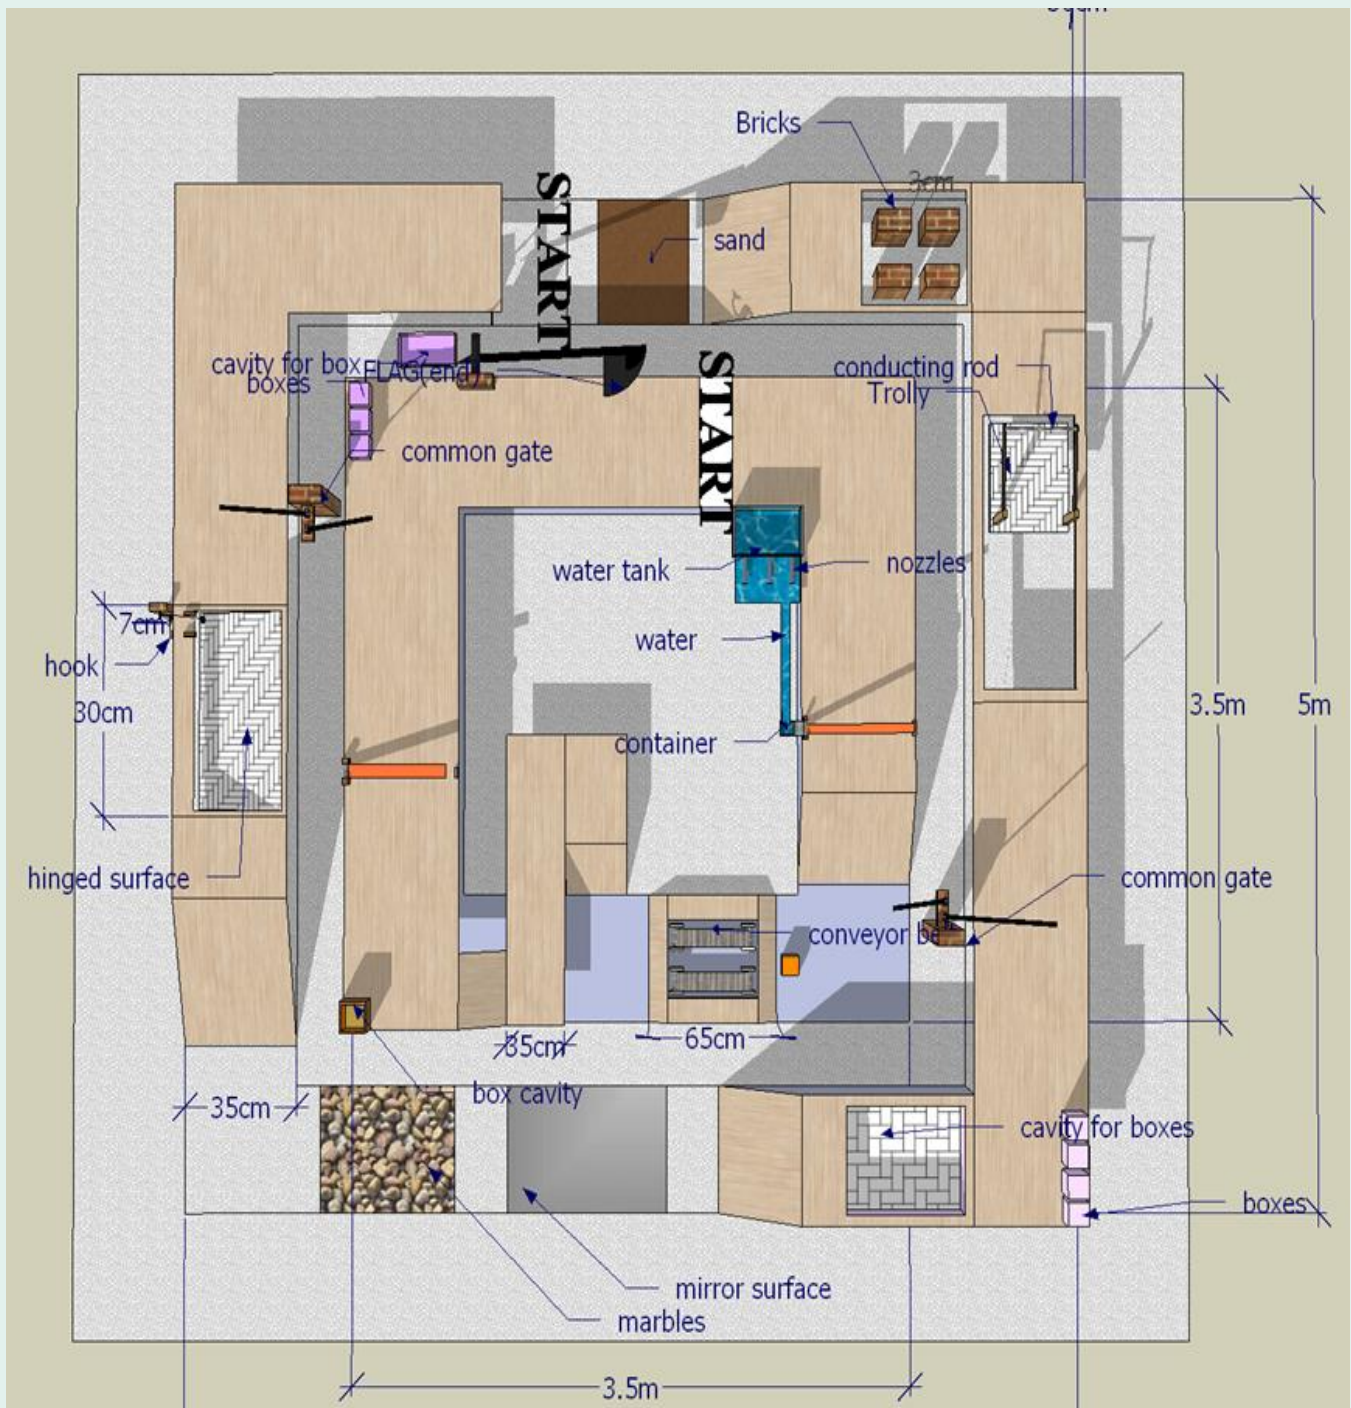 Bricks
3cm
START
sand
cavity for box
FLAG(end)
boxes
START
conducting rod
Trolly
common gate
water tank
nozzles
7cm
water
hook
30cm
3.5m
5m
container
hinged surface
common gate
conveyor be
35cm
65cm
box cavity
35cm
cavity for boxes
boxes
mirror surface
marbles
3.5m